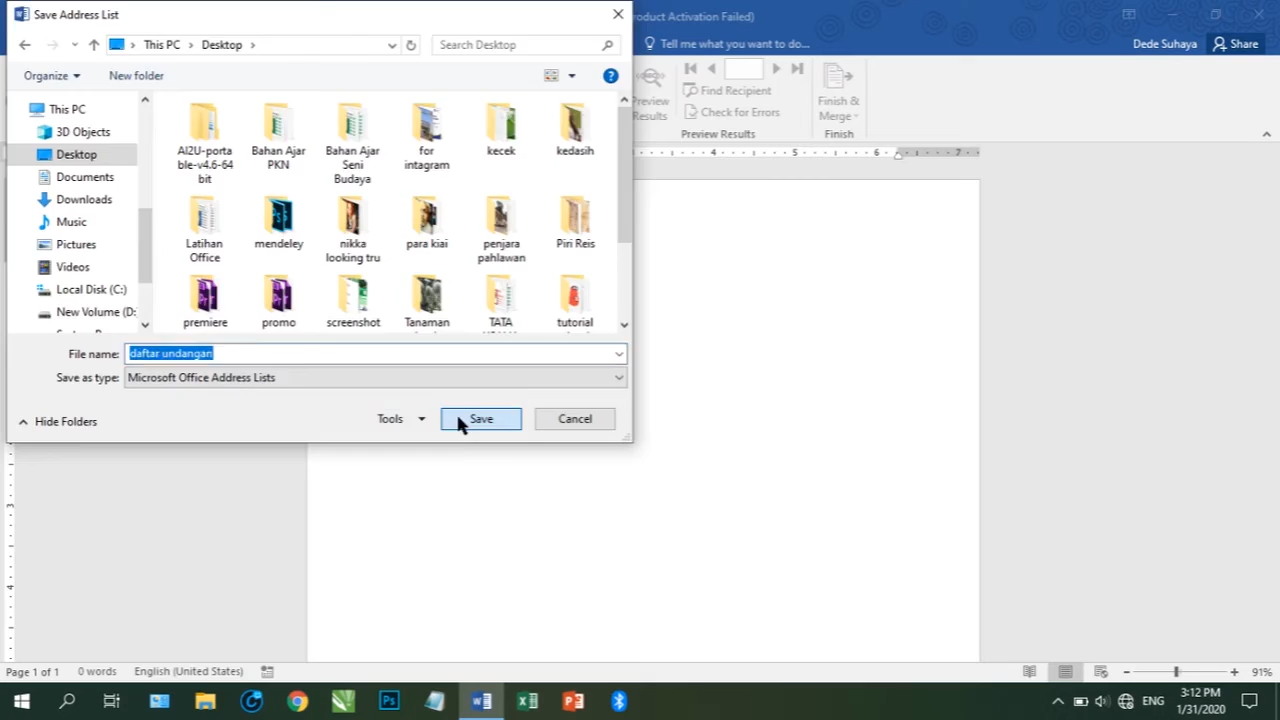 Save Address List
roduct Activation Failed)
This PC
Desktop
Search Desktop
Tell me what you want to do...
Dede Suhaya
Share
Organize
New folder
Preview
Results
Find Recipient
Check for Errors
Preview Results
Finish &
Merge
Finish
4
5
6
7
This PC
3D Objects
Desktop
Documents
Downloads
Music
Pictures
Videos
Local Disk (C:)
New Volume (D:
AI2U-porta
ble-v4.6-64
bit
Bahan Ajar
PKN
Bahan Ajar
Seni
Budaya
for
intagram
kecek
kedasih
Latihan
Office
mendeley
nikka
looking tru
para kiai
penjara
pahlawan
Piri Reis
premiere
promo
screenshot
Tanaman
TATA
tutorial
File name:
daftar undangan
Save as type:
Microsoft Office Address Lists
Hide Folders
Tools
Save
Cancel
3
4
Page 1 of 1
0 words
English (United States)
91%
ENG
3:12 PM
1/31/2020